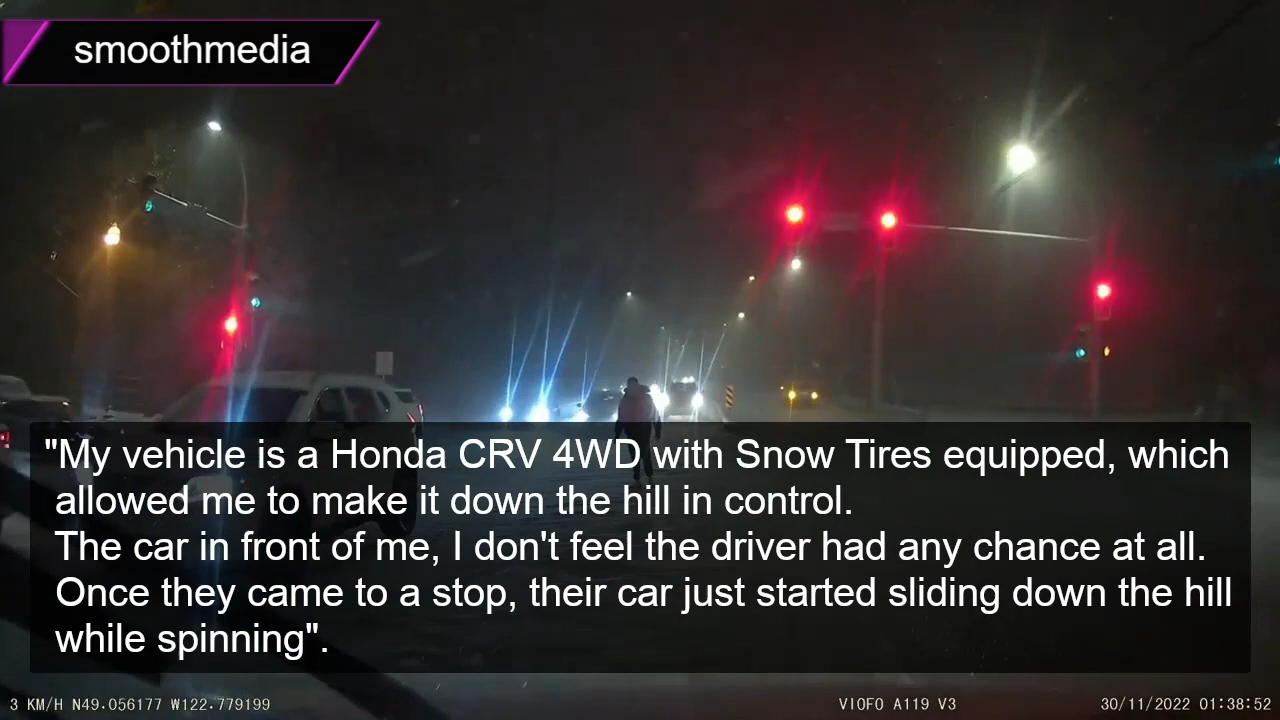 smoothmedia
"My vehicle is a Honda CRV 4WD with Snow Tires equipped, which
allowed me to make it down the hill in control.
The car in front of me, I don't feel the driver had any chance at all.
Once they came to a stop, their car just started sliding down the hill
while spinning".
3 KM/H N49.056177 W122.779199
VIOFO A119 V3
30/11/2022 01:38:52